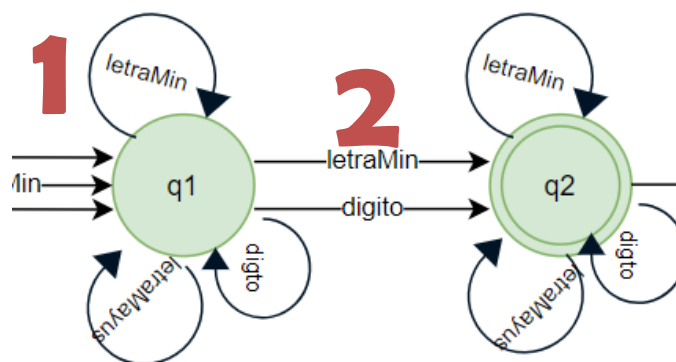 1
letraMin
2
letraMin
Min
q1
letraMin
q2
digito
letraMayus
digto
letraMayus
digto